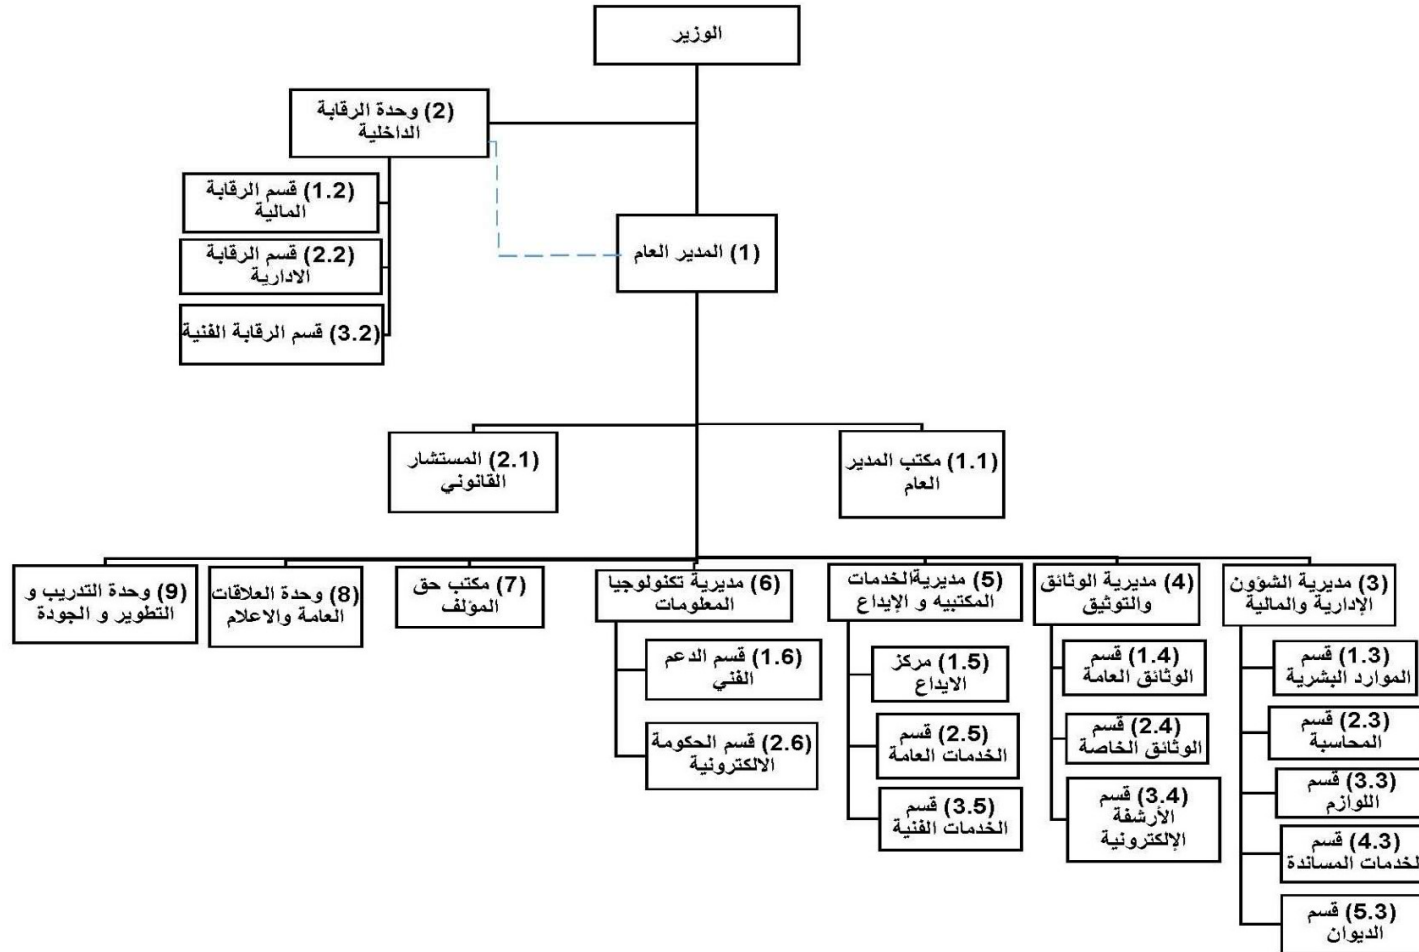 الوزير
(2) وحدة الرقابة
الداخلية
(1.2) قسم الرقابة
المالية
(2.2) قسم الرقابة
الادارية
(3.2) قسم الرقابة الفنية
(1) المدير العام
(1.1) مكتب المدير
العام
(2.1) المستشار
القانوني
(3) مديرية الشؤون
الإدارية والمالية
(1.3) قسم
الموارد البشرية
(2.3) قسم
المحاسبة
(3.3) قسم
اللوازم
(4.3) قسم
لخدمات المساندة
(5.3) قسم
الديوان
(4) مديرية الوثائق
والتوثيق
(1.4) قسم
الوثائق العامة
(2.4) قسم
الوثائق الخاصة
(3.4) قسم
الأرشفة
الإلكترونية
(5) مديريةالخدمات
المكتبيه و الإيداع
(1.5) مركز
الايداع
(2.5) قسم
الخدمات العامة
(3.5) قسم
الخدمات الفنية
(6) مديرية تكنولوجيا
المعلومات
(1.6) قسم الدعم
الفني
(2.6) قسم الحكومة
الالكترونية
(7) مكتب حق
المؤلف
(8) وحدة العلاقات
العامة والاعلام
(9) وحدة التدريب و
التطوير و الجودة